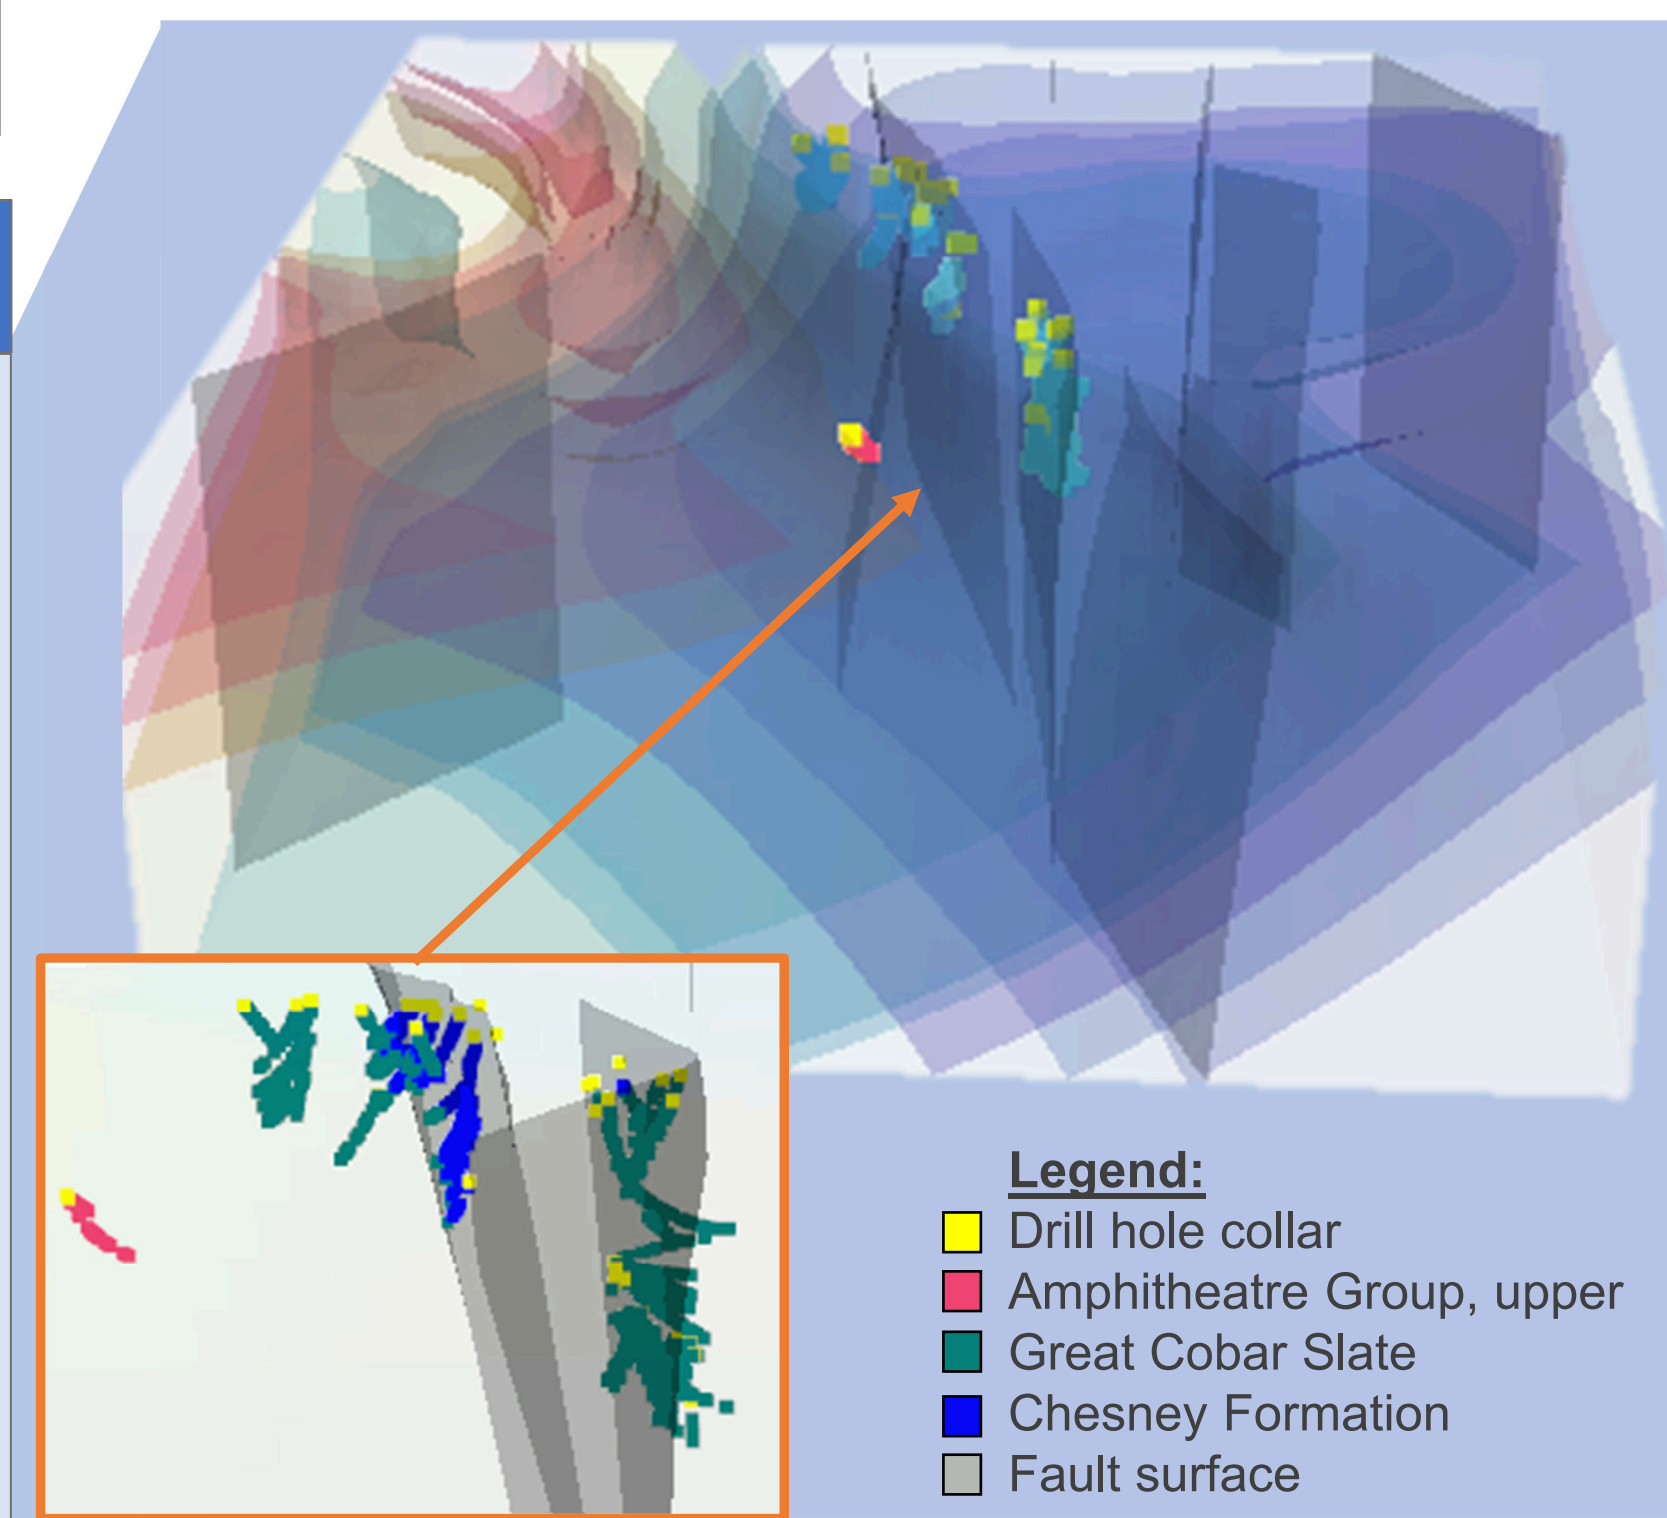 Legend:
Drill hole collar
Amphitheatre Group, upper
Great Cobar Slate
Chesney Formation
Fault surface